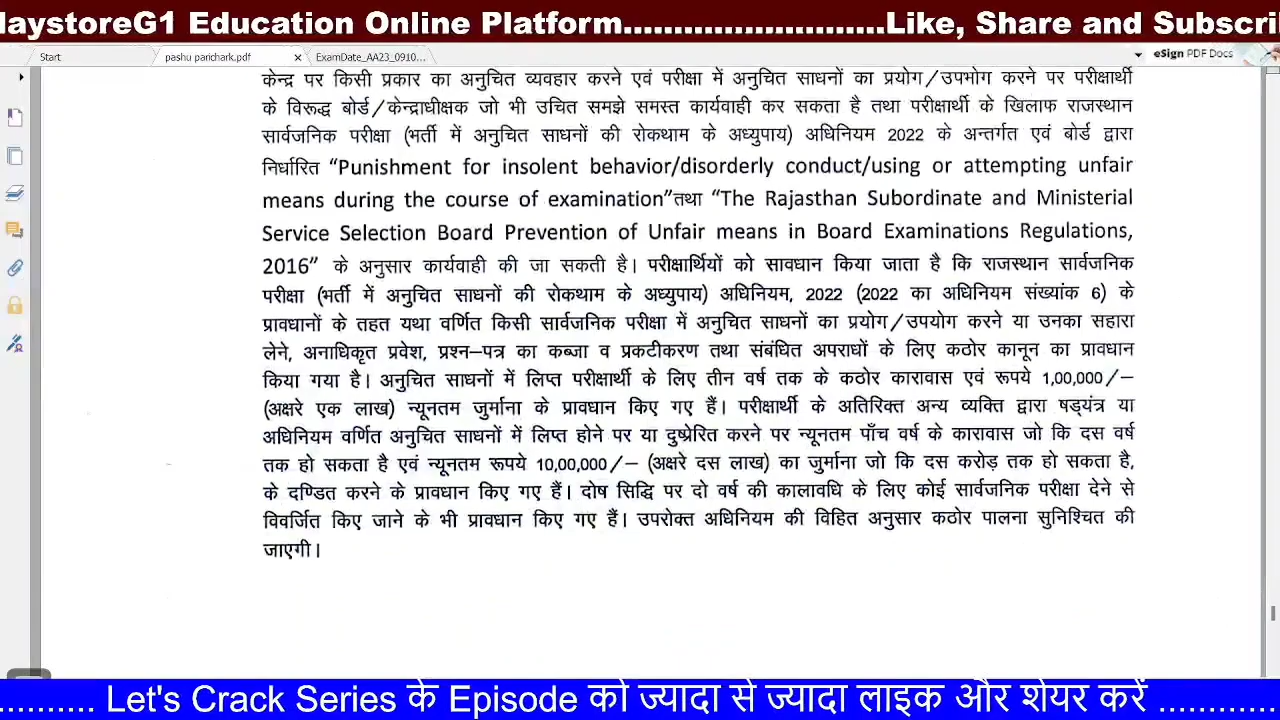 laystoreG1 Education Online Platform..............................Like, Share and Subscri
Start pashu parichark.pdf ExamDate_AA23_0910... eSign PDF Docs
केन्द्र पर किसी प्रकार का अनुचित व्यवहार करने एवं परीक्षा में अनुचित साधनों का प्रयोग/उपभोग करने पर परीक्षार्थी
के विरूद्ध बोर्ड/केन्द्राधीक्षक जो भी उचित समझे समस्त कार्यवाही कर सकता है तथा परीक्षार्थी के खिलाफ राजस्थान
सार्वजनिक परीक्षा (भर्ती में अनुचित साधनों की रोकथाम के अध्युपाय) अधिनियम 2022 के अन्तर्गत एवं बोर्ड द्वारा
निर्धारित “Punishment for insolent behavior/disorderly conduct/using or attempting unfair
means during the course of examination”तथा “The Rajasthan Subordinate and Ministerial
Service Selection Board Prevention of Unfair means in Board Examinations Regulations,
2016” के अनुसार कार्यवाही की जा सकती है। परीक्षार्थियों को सावधान किया जाता है कि राजस्थान सार्वजनिक
परीक्षा (भर्ती में अनुचित साधनों की रोकथाम के अध्युपाय) अधिनियम, 2022 (2022 का अधिनियम संख्यांक 6) के
प्रावधानों के तहत यथा वर्णित किसी सार्वजनिक परीक्षा में अनुचित साधनों का प्रयोग/उपयोग करने या उनका सहारा
लेने, अनाधिकृत प्रवेश, प्रश्न–पत्र का कब्जा व प्रकटीकरण तथा संबंधित अपराधों के लिए कठोर कानून का प्रावधान
किया गया है। अनुचित साधनों में लिप्त परीक्षार्थी के लिए तीन वर्ष तक के कठोर कारावास एवं रूपये 1,00,000/–
(अक्षरे एक लाख) न्यूनतम जुर्माना के प्रावधान किए गए हैं। परीक्षार्थी के अतिरिक्त अन्य व्यक्ति द्वारा षड्यंत्र या
अधिनियम वर्णित अनुचित साधनों में लिप्त होने पर या दुष्प्रेरित करने पर न्यूनतम पाँच वर्ष के कारावास जो कि दस वर्ष
तक हो सकता है एवं न्यूनतम रूपये 10,00,000/– (अक्षरे दस लाख) का जुर्माना जो कि दस करोड़ तक हो सकता है,
के दण्डित करने के प्रावधान किए गए हैं। दोष सिद्धि पर दो वर्ष की कालावधि के लिए कोई सार्वजनिक परीक्षा देने से
विवर्जित किए जाने के भी प्रावधान किए गए हैं। उपरोक्त अधिनियम की विहित अनुसार कठोर पालना सुनिश्चित की
जाएगी।
.......... Let's Crack Series के Episode को ज्यादा से ज्यादा लाइक और शेयर करें ............